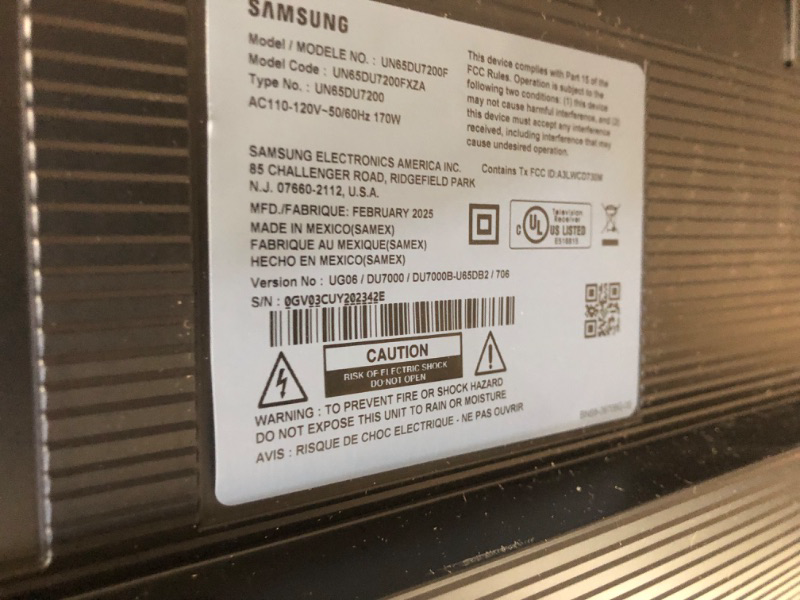 SAMSUNG
Model / MODELE NO. : UN65DU7200F
Model Code : UN65DU7200FXZA
Type No. : UN65DU7200
AC110-120V~50/60Hz 170W
This device complies with Part 15 of the
FCC Rules. Operation is subject to the
following two conditions: (1) this device
may not cause harmful interference, and (2)
this device must accept any interference
received, including interference that may
cause undesired operation.
SAMSUNG ELECTRONICS AMERICA INC.
85 CHALLENGER ROAD, RIDGEFIELD PARK
N.J. 07660-2112, U.S.A.
Contains Tx FCC ID:A3LWCD730M
MFD./FABRIQUE: FEBRUARY 2025
MADE IN MEXICO(SAMEX)
FABRIQUE AU MEXIQUE(SAMEX)
HECHO EN MEXICO(SAMEX)
C UL US LISTED
Television
Receiver
E516815
Version No : UG06 / DU7000 / DU7000B-U65DB2 / 706
S/N : 0GV03CUY202342E
CAUTION
RISK OF ELECTRIC SHOCK
DO NOT OPEN
WARNING : TO PREVENT FIRE OR SHOCK HAZARD
DO NOT EXPOSE THIS UNIT TO RAIN OR MOISTURE
AVIS : RISQUE DE CHOC ELECTRIQUE - NE PAS OUVRIR